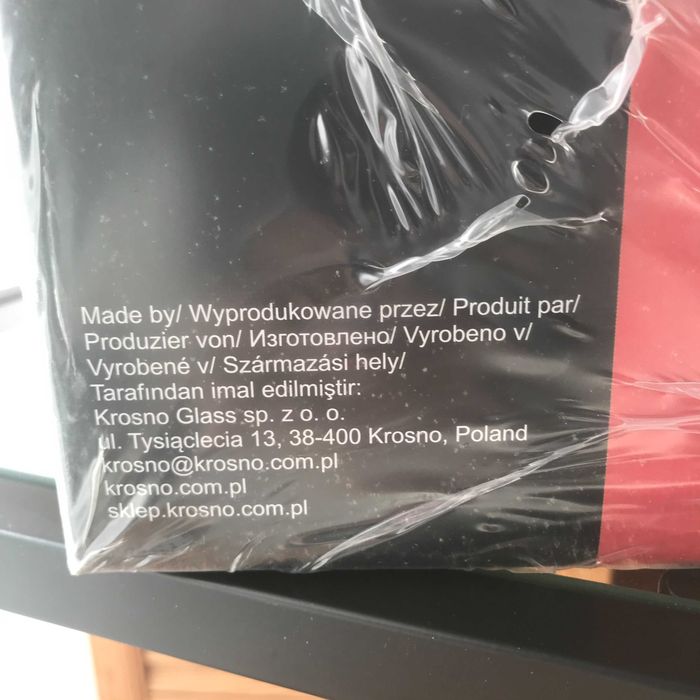 Made by/ Wyprodukowane przez/ Produit par/
Produzier von/ Изготовлено/ Vyrobeno v/
Vyrobené v/ Származási hely/
Tarafından imal edilmiştir:
Krosno Glass sp. z o. o.
ul. Tysiąclecia 13, 38-400 Krosno, Poland
krosno@krosno.com.pl
krosno.com.pl
sklep.krosno.com.pl